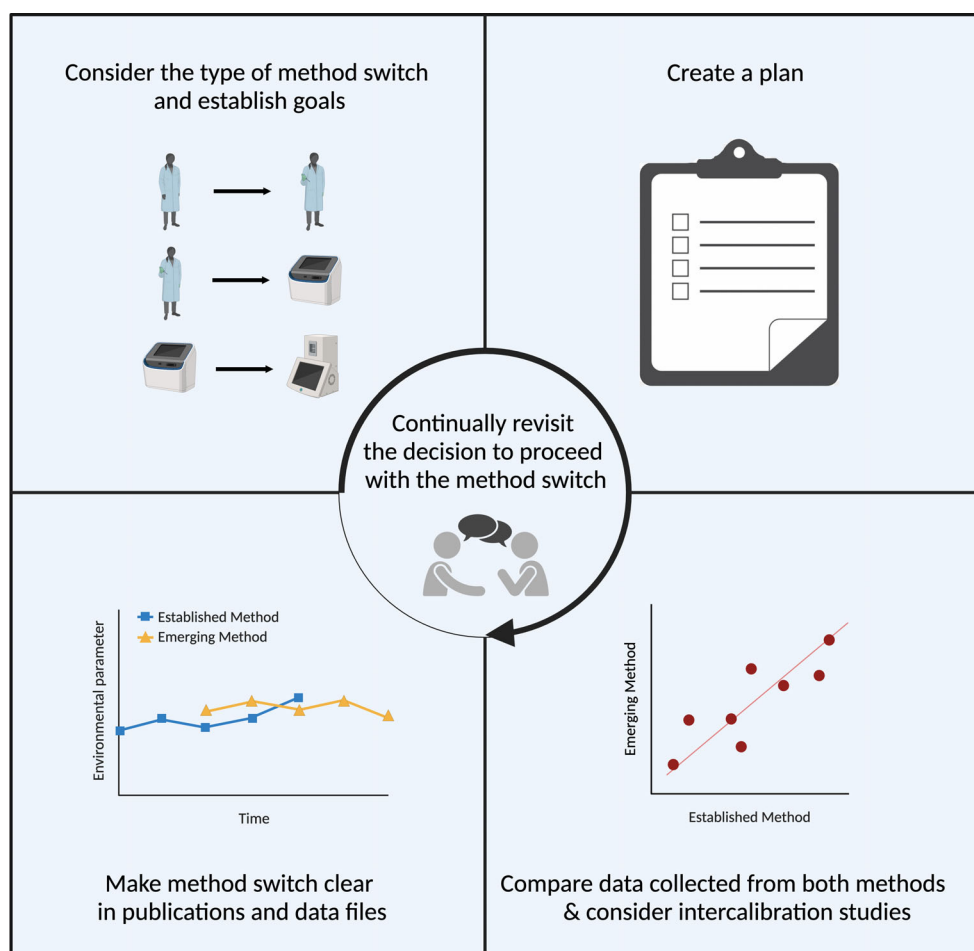 Consider the type of method switch
and establish goals
Create a plan
Continually revisit
the decision to proceed
with the method switch
Established Method
Emerging Method
Environmental parameter
Time
Make method switch clear
in publications and data files
Emerging Method
Established Method
Compare data collected from both methods
& consider intercalibration studies